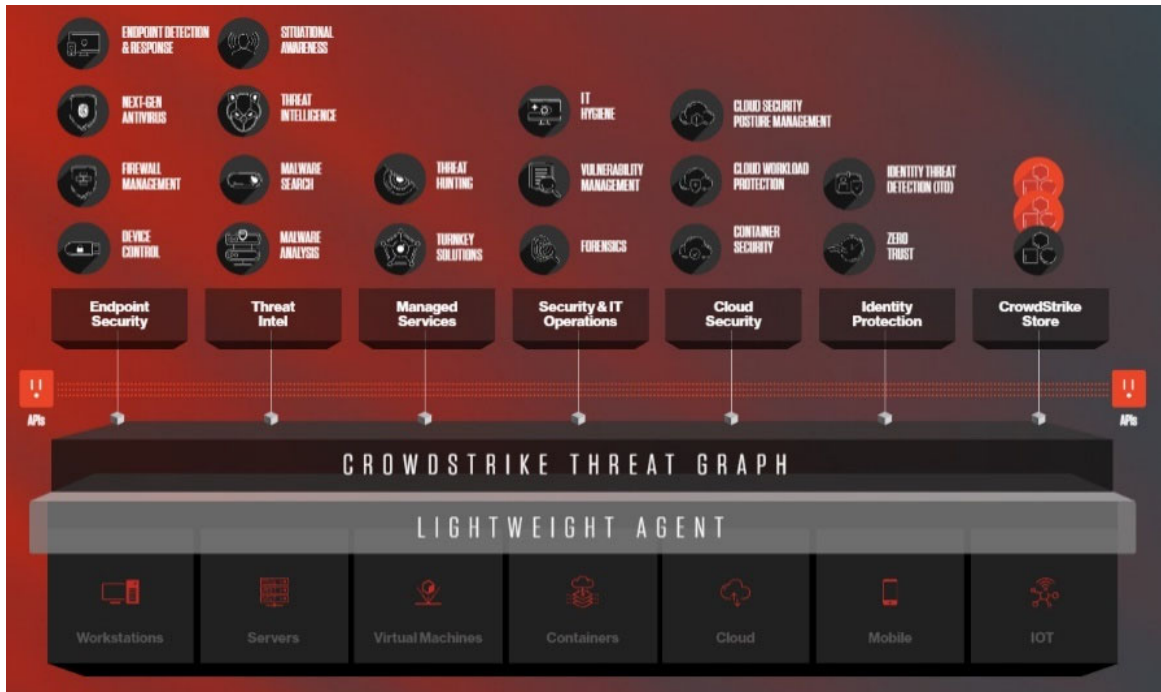 ENDPOINT DETECTION
& RESPONSE
SITUATIONAL
AWARENESS
NEXT-GEN
ANTIVIRUS
THREAT
INTELLIGENCE
IT
HYGIENE
CLOUD SECURITY
POSTURE MANAGEMENT
FIREWALL
MANAGEMENT
MALWARE
SEARCH
THREAT
HUNTING
VULNERABILITY
MANAGEMENT
CLOUD WORKLOAD
PROTECTION
IDENTITY THREAT
DETECTION (ITD)
DEVICE
CONTROL
MALWARE
ANALYSIS
TURNKEY
SOLUTIONS
FORENSICS
CONTAINER
SECURITY
ZERO
TRUST
Endpoint
Security
Threat
Intel
Managed
Services
Security & IT
Operations
Cloud
Security
Identity
Protection
CrowdStrike
Store
APIs
APIs
CROWDSTRIKE THREAT GRAPH
LIGHTWEIGHT AGENT
Workstations
Servers
Virtual Machines
Containers
Cloud
Mobile
IOT